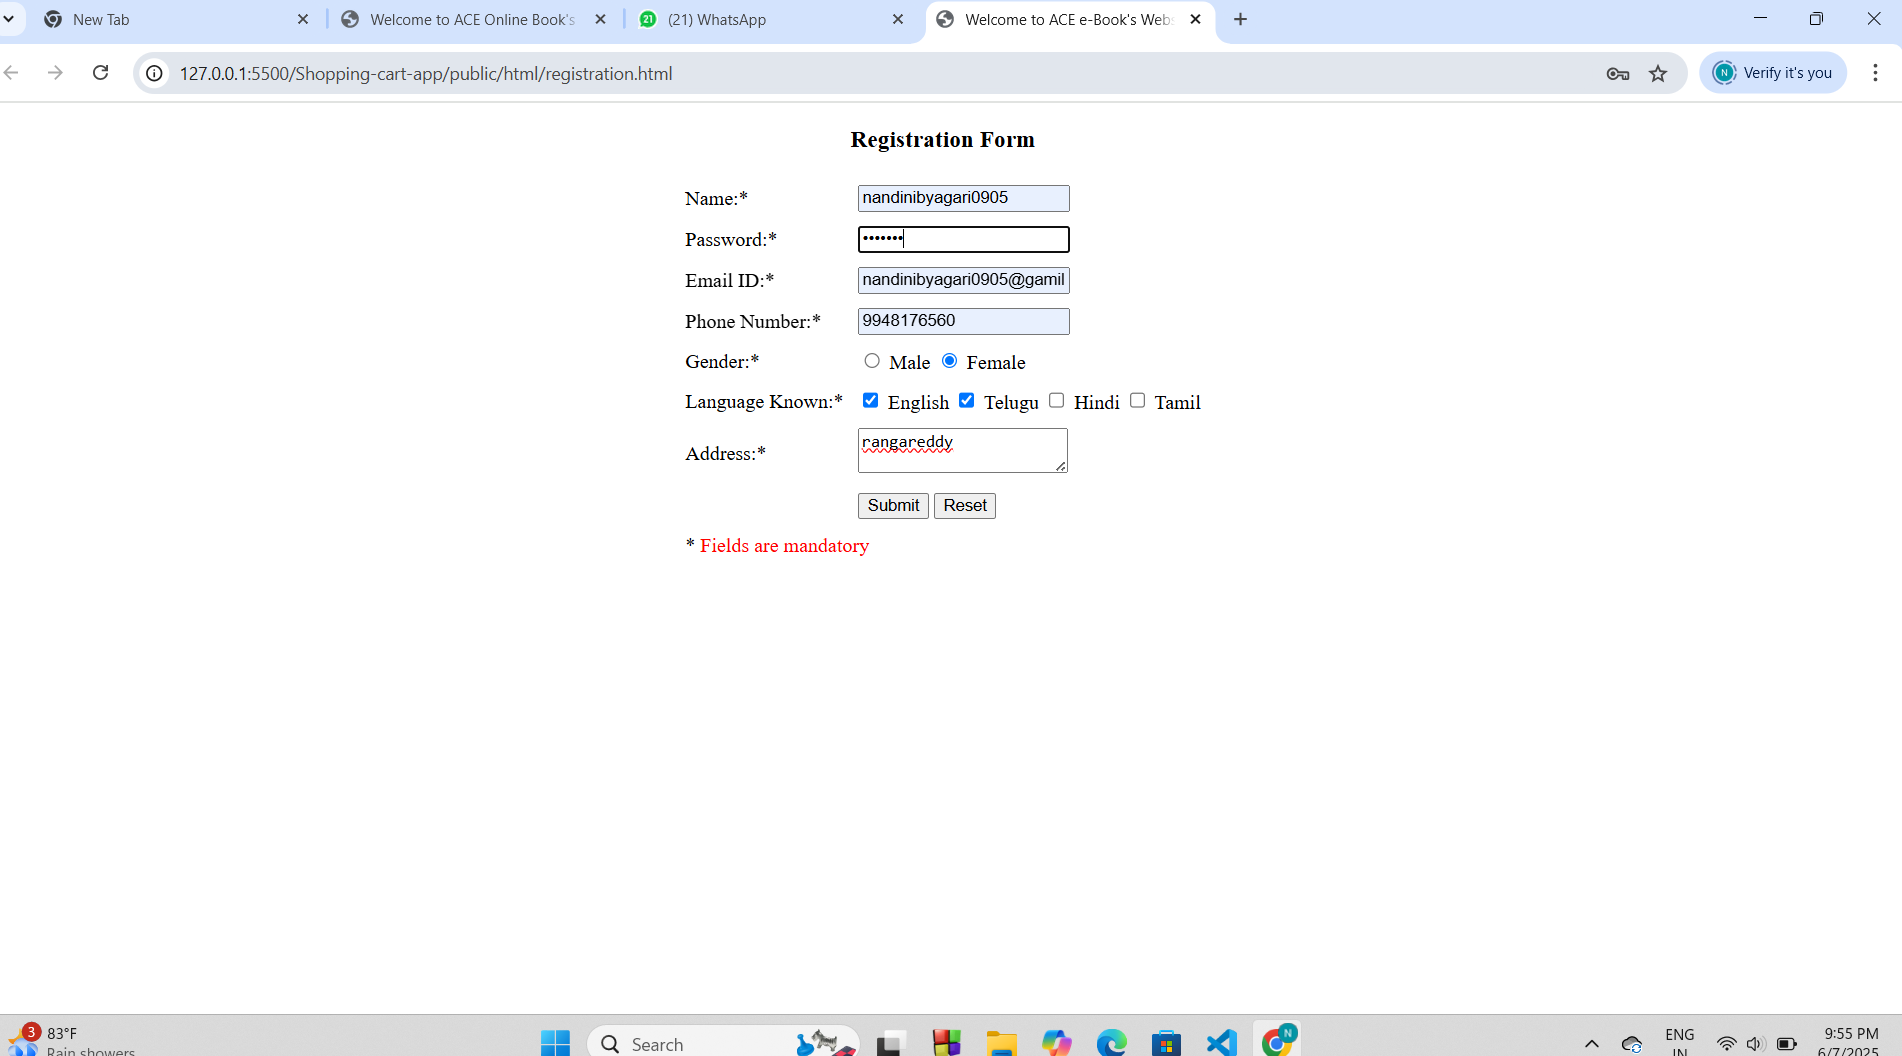 New Tab
Welcome to ACE Online Book's
(21) WhatsApp
Welcome to ACE e-Book's Webs
127.0.0.1:5500/Shopping-cart-app/public/html/registration.html
N
Verify it's you
Registration Form
Name:* nandinibyagari0905
Password:* •••••••
Email ID:* nandinibyagari0905@gamil
Phone Number:* 9948176560
Gender:* Male Female
Language Known:* English Telugu Hindi Tamil
Address:* rangareddy
Submit Reset
* Fields are mandatory
3
83°F
Rain showers
Search
N
ENG
IN
9:55 PM
6/7/2025